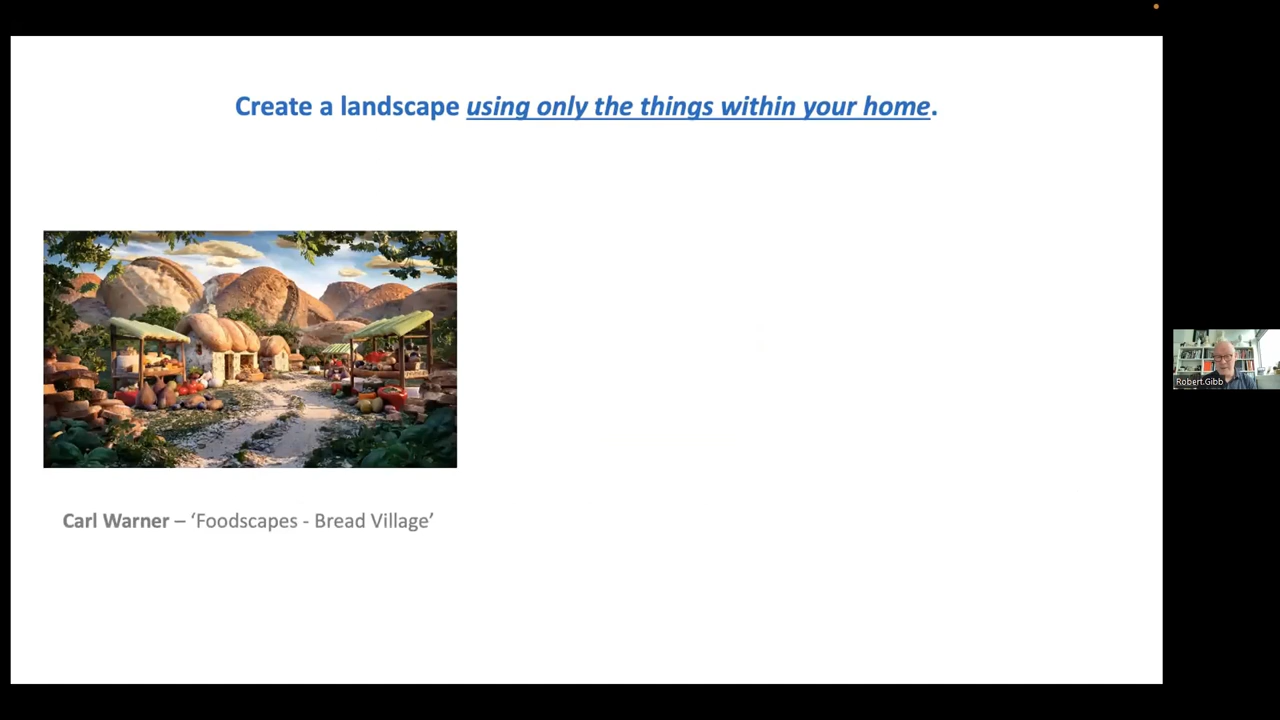 Create a landscape using only the things within your home.
Carl Warner – ‘Foodscapes - Bread Village’
Robert.Gibb